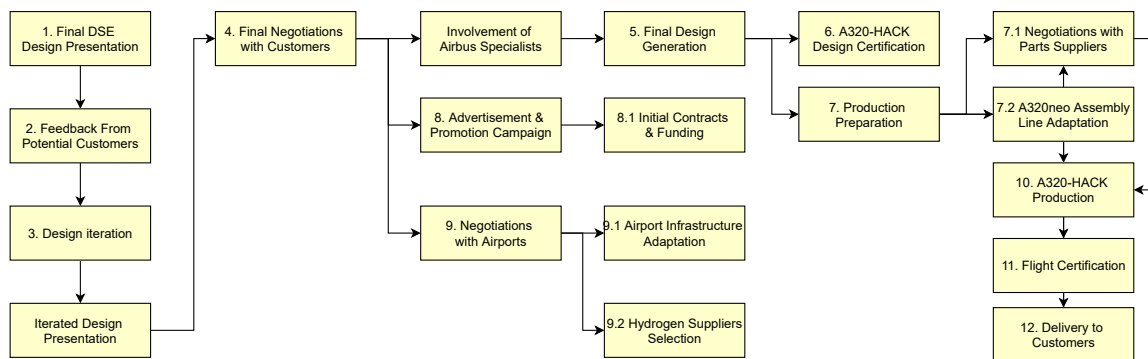 1. Final DSE
Design Presentation
2. Feedback From
Potential Customers
3. Design iteration
Iterated Design
Presentation
4. Final Negotiations
with Customers
Involvement of
Airbus Specialists
8. Advertisement &
Promotion Campaign
9. Negotiations
with Airports
5. Final Design
Generation
8.1 Initial Contracts
& Funding
9.1 Airport Infrastructure
Adaptation
9.2 Hydrogen Suppliers
Selection
6. A320-HACK
Design Certification
7. Production
Preparation
7.1 Negotiations with
Parts Suppliers
7.2 A320neo Assembly
Line Adaptation
10. A320-HACK
Production
11. Flight Certification
12. Delivery to
Customers